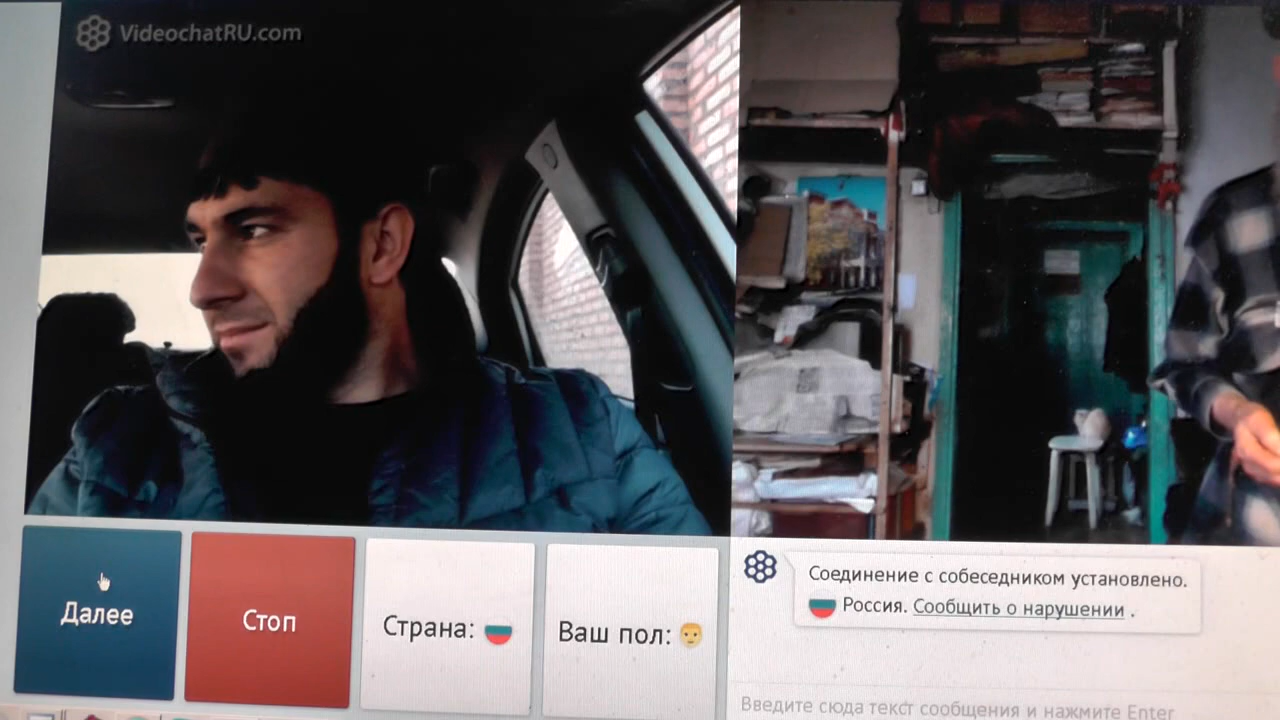 VideochatRU.com
Далее
Стоп
Страна:
Ваш пол:
Соединение с собеседником установлено.
Россия. Сообщить о нарушении .
Введите сюда текст сообщения и нажмите Enter